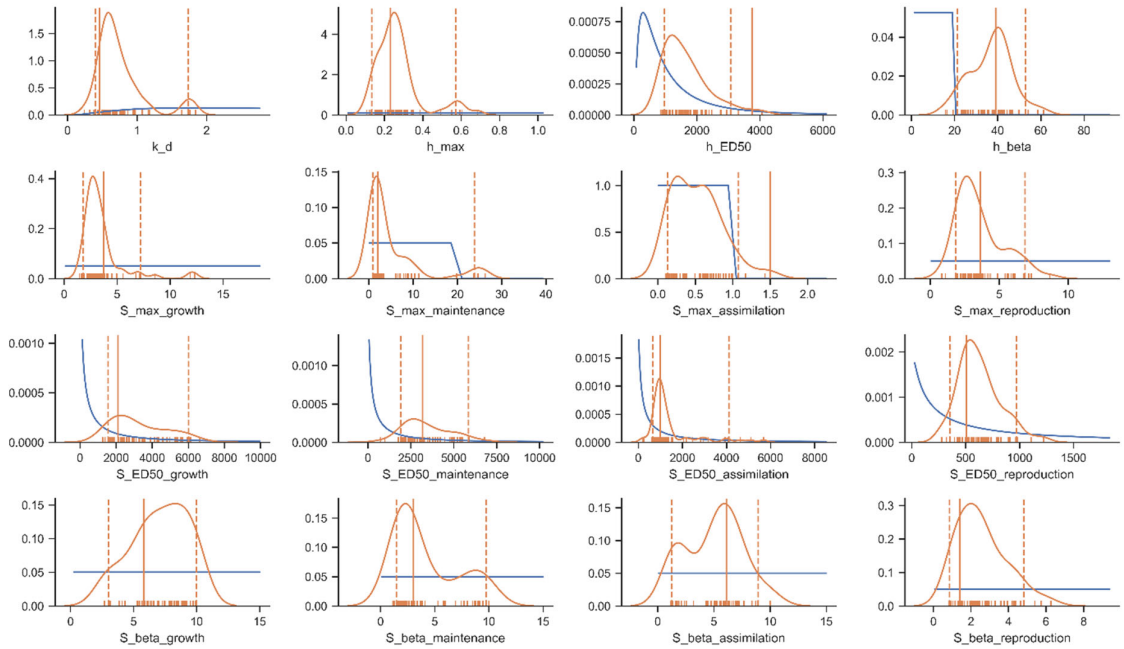 1.5
1.0
0.5
0.0
0 1 2
k_d
4
2
0
0.0 0.2 0.4 0.6 0.8 1.0
h_max
0.00075
0.00050
0.00025
0.00000
0 2000 4000 6000
h_ED50
0.04
0.02
0.00
0 20 40 60 80
h_beta
0.4
0.2
0.0
0 5 10 15
S_max_growth
0.15
0.10
0.05
0.00
0 20 30 40
S_max_maintenance
1.0
0.5
0.0
0.0 0.5 1.0 1.5 2.0
S_max_assimilation
0.3
0.2
0.1
0.0
0 5 10
S_max_reproduction
0.0010
0.0005
0.0000
0 2000 4000 6000 8000 10000
S_ED50_growth
0.0010
0.0005
0.0000
0 2500 5000 7500 10000
S_ED50_maintenance
0.0015
0.0010
0.0005
0.0000
0 2000 4000 6000 8000
S_ED50_assimilation
0.002
0.001
0.000
0 500 1000 1500
S_ED50_reproduction
0.15
0.10
0.05
0.00
0 5 10 15
S_beta_growth
0.15
0.10
0.05
0.00
0 5 10 15
S_beta_maintenance
0.15
0.10
0.05
0.00
0 5 10 15
S_beta_assimilation
0.3
0.2
0.1
0.0
0 2 4 6 8
S_beta_reproduction